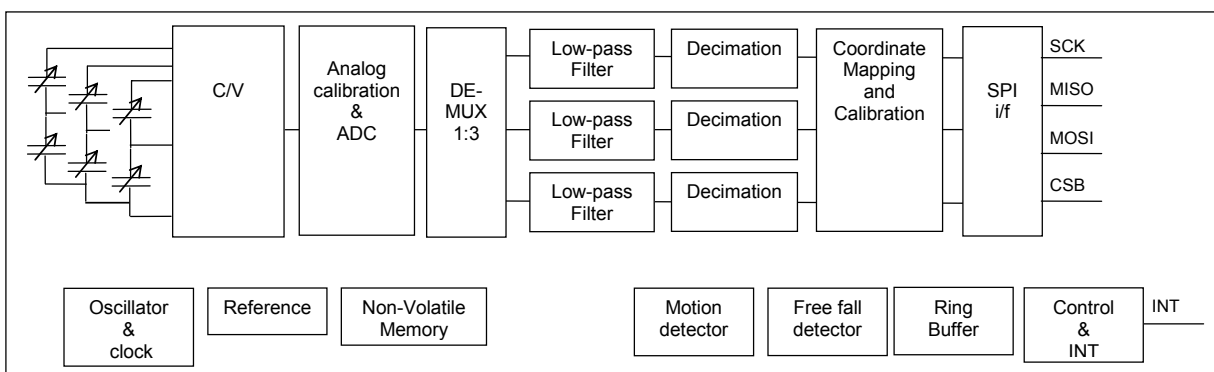 C/V
Analog
calibration
&
ADC
DE-
MUX
1:3
Low-pass
Filter
Decimation
Low-pass
Filter
Decimation
Low-pass
Filter
Decimation
Coordinate
Mapping
and
Calibration
SPI
i/f
SCK
MISO
MOSI
CSB
Oscillator
&
clock
Reference
Non-Volatile
Memory
Motion
detector
Free fall
detector
Ring
Buffer
Control
&
INT
INT